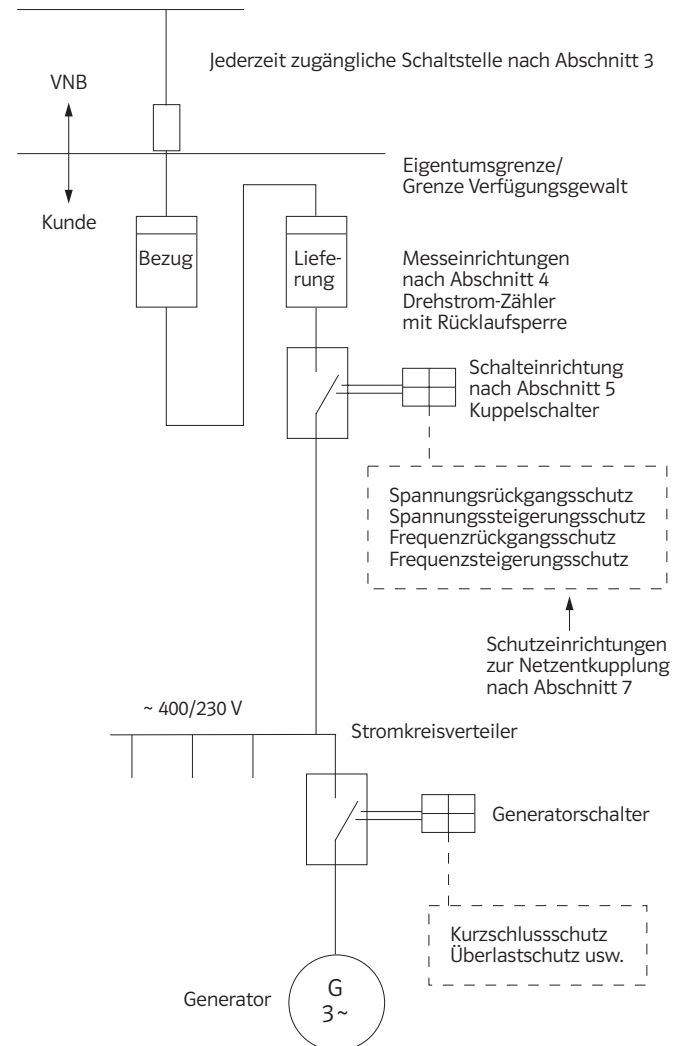 Jederzeit zugängliche Schaltstelle nach Abschnitt 3
VNB
Kunde
Eigentumsgrenze/
Grenze Verfügungsgewalt
Bezug
Liefe-
rung
Messeinrichtungen
nach Abschnitt 4
Drehstrom-Zähler
mit Rücklaufsperre
Schalteinrichtung
nach Abschnitt 5
Kuppelschalter
Spannungsrückgangsschutz
Spannungssteigerungsschutz
Frequenzrückgangsschutz
Frequenzsteigerungsschutz
Schutzeinrichtungen
zur Netzentkupplung
nach Abschnitt 7
~ 400/230 V
Stromkreisverteiler
Generatorschalter
Kurzschlussschutz
Überlastschutz usw.
Generator
G
3~